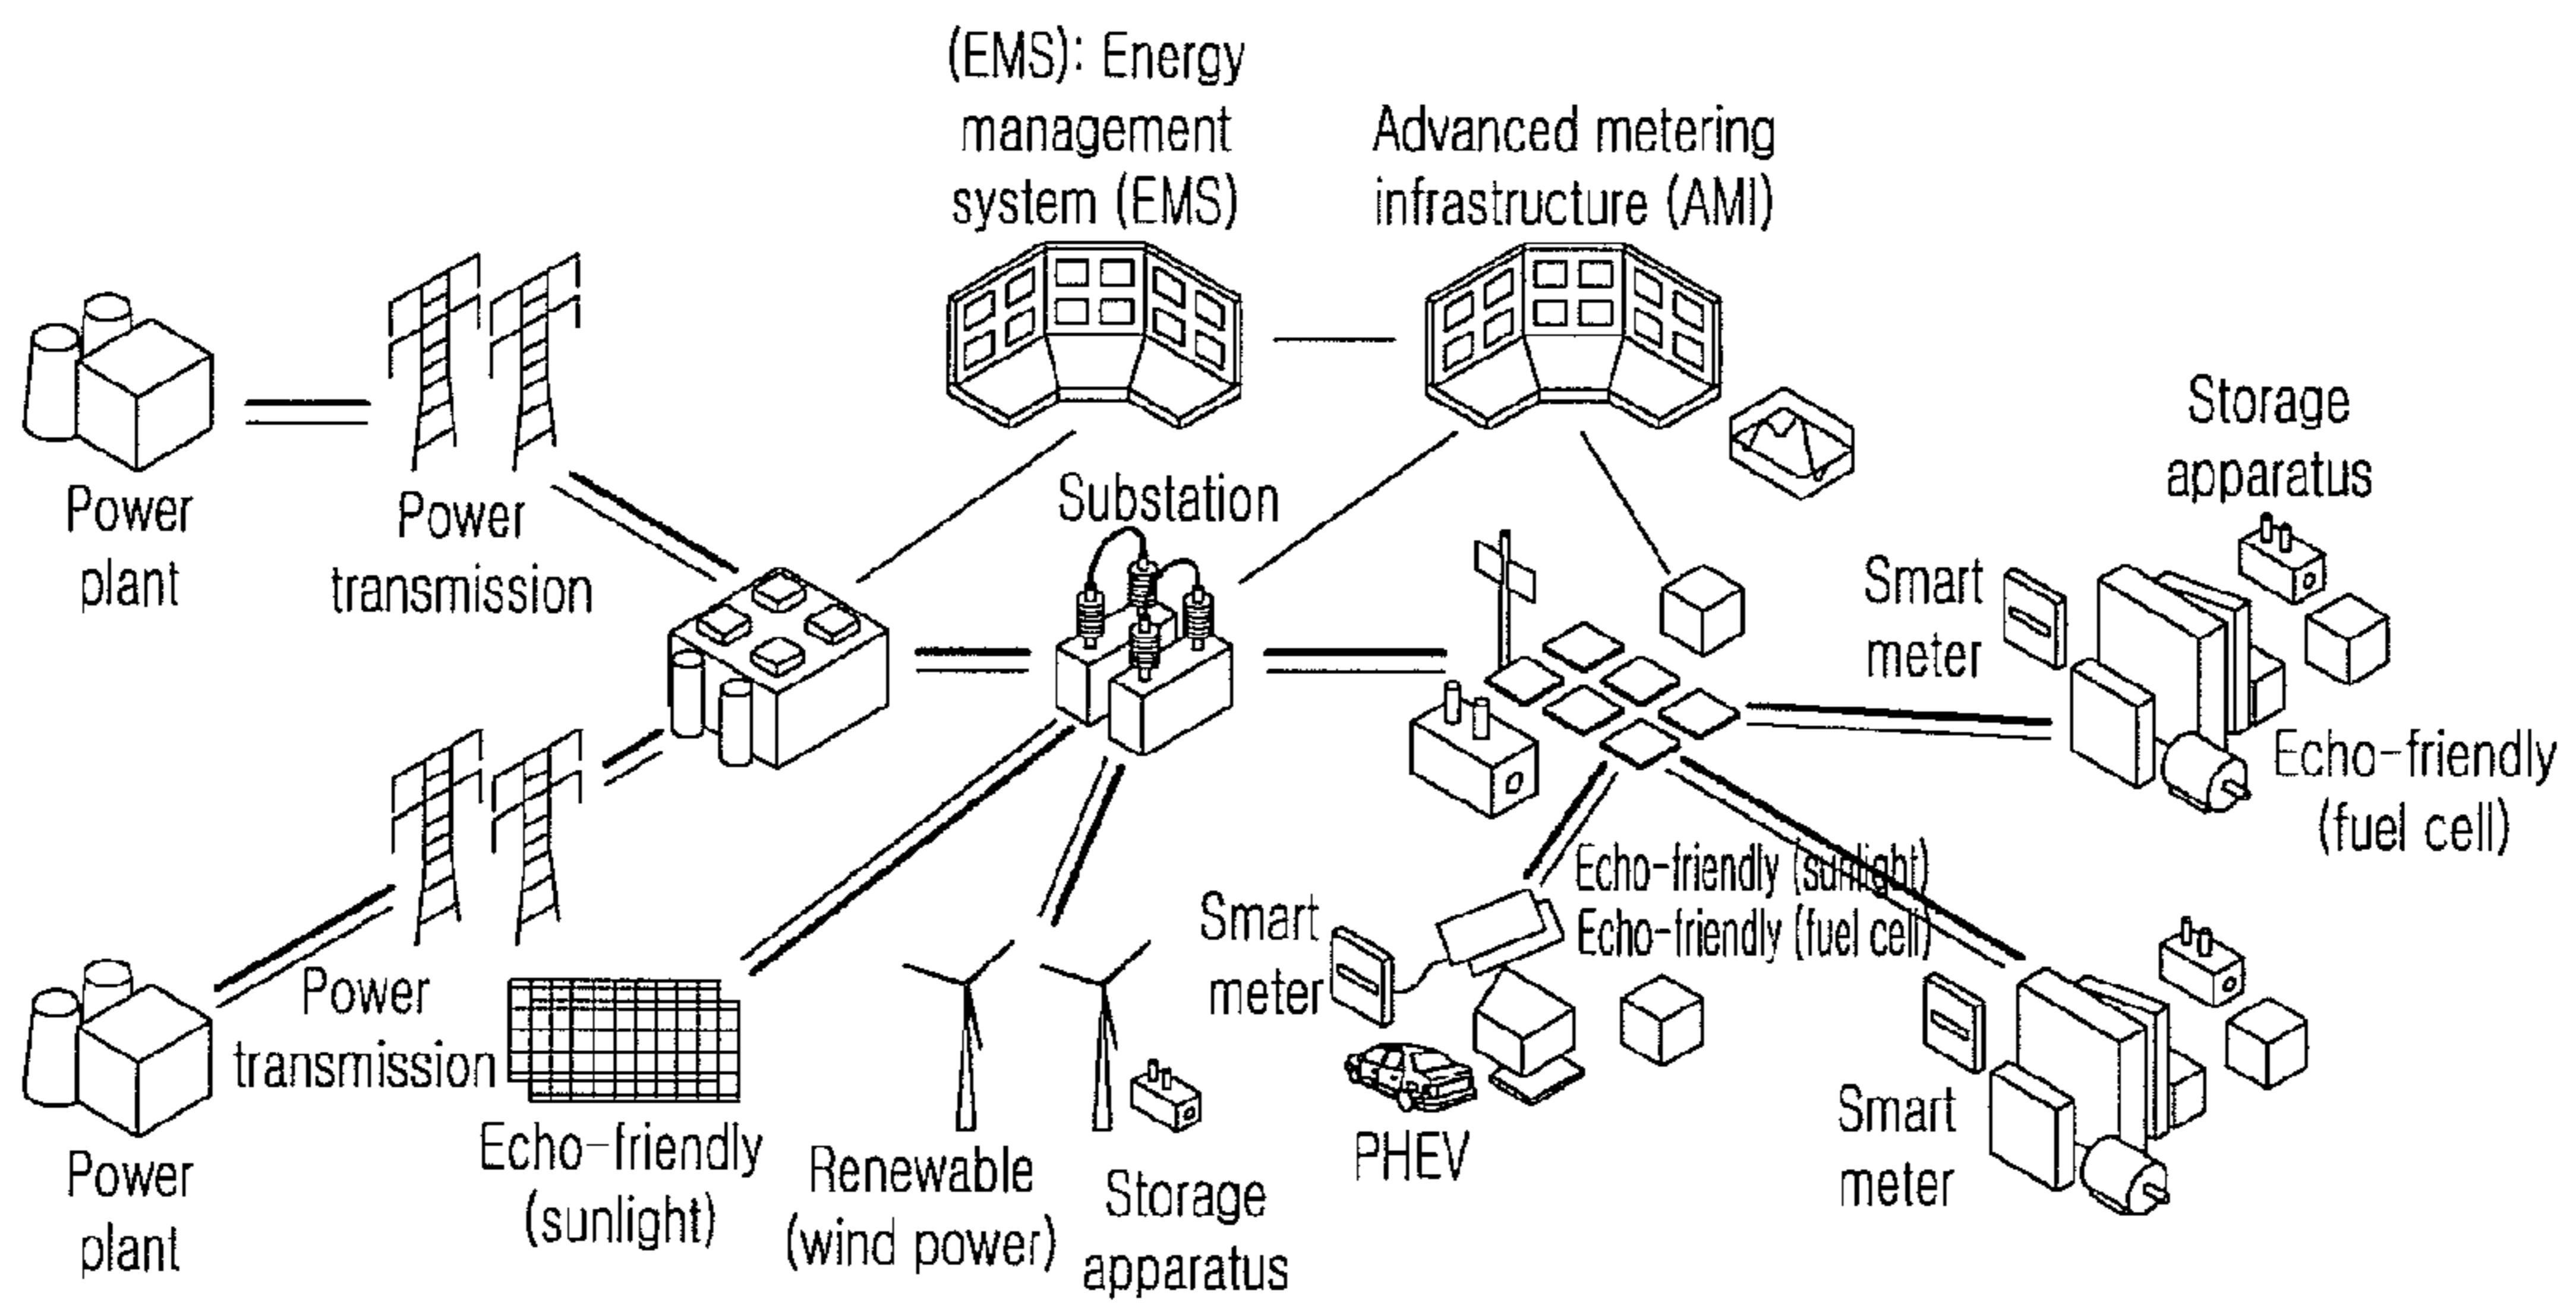 (EMS): Energy
management
system (EMS)
Advanced metering
infrastructure (AMI)
Power
plant
Power
transmission
Substation
Storage
apparatus
Smart
meter
Echo-friendly
(fuel cell)
Echo-friendly (sunlight)
Echo-friendly (fuel cell)
Smart
meter
Power
transmission
Power
plant
Echo-friendly
(sunlight)
Renewable
(wind power)
Storage
apparatus
PHEV
Smart
meter